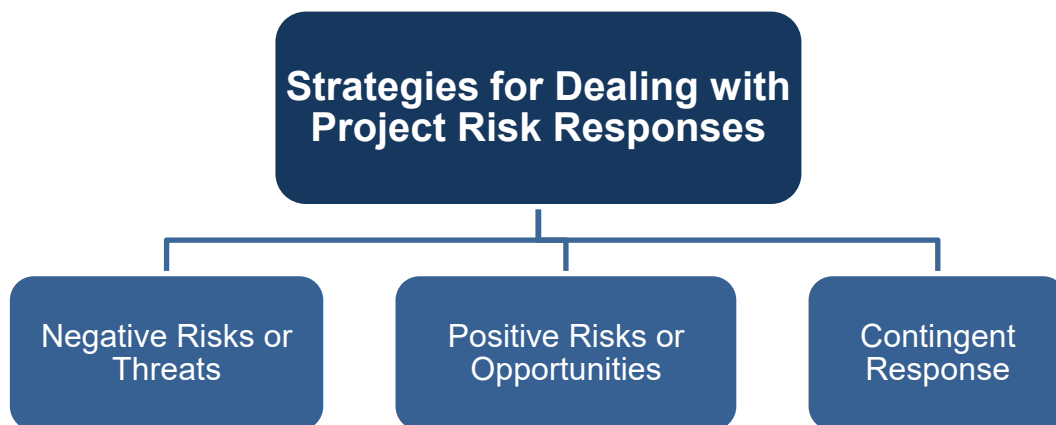 Strategies for Dealing with
Project Risk Responses
Negative Risks or
Threats
Positive Risks or
Opportunities
Contingent
Response